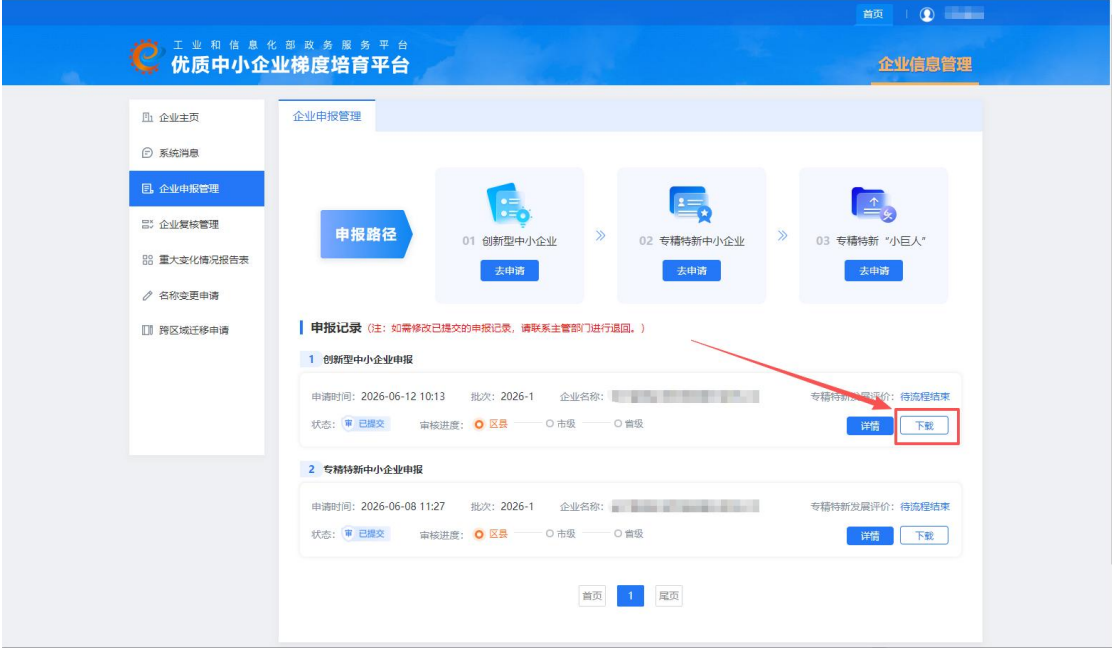 首页
工业和信息化部政务服务平台
优质中小企业梯度培育平台
企业信息管理
企业主页
系统消息
企业申报管理
企业复核管理
重大变化情况报告表
名称变更申请
跨区域迁移申请
企业申报管理
申报路径
01 创新型中小企业
去申请
02 专精特新中小企业
去申请
03 专精特新“小巨人”
去申请
申报记录（注：如需修改已提交的申报记录，请联系主管部门进行退回。）
1 创新型中小企业申报
申请时间：2026-06-12 10:13 批次：2026-1 企业名称： 专精特新发展评价：待流程结束
状态：审 已提交 审核进度：区县 市级 省级 详情 下载
2 专精特新中小企业申报
申请时间：2026-06-08 11:27 批次：2026-1 企业名称： 专精特新发展评价：待流程结束
状态：审 已提交 审核进度：区县 市级 省级 详情 下载
首页 1 尾页